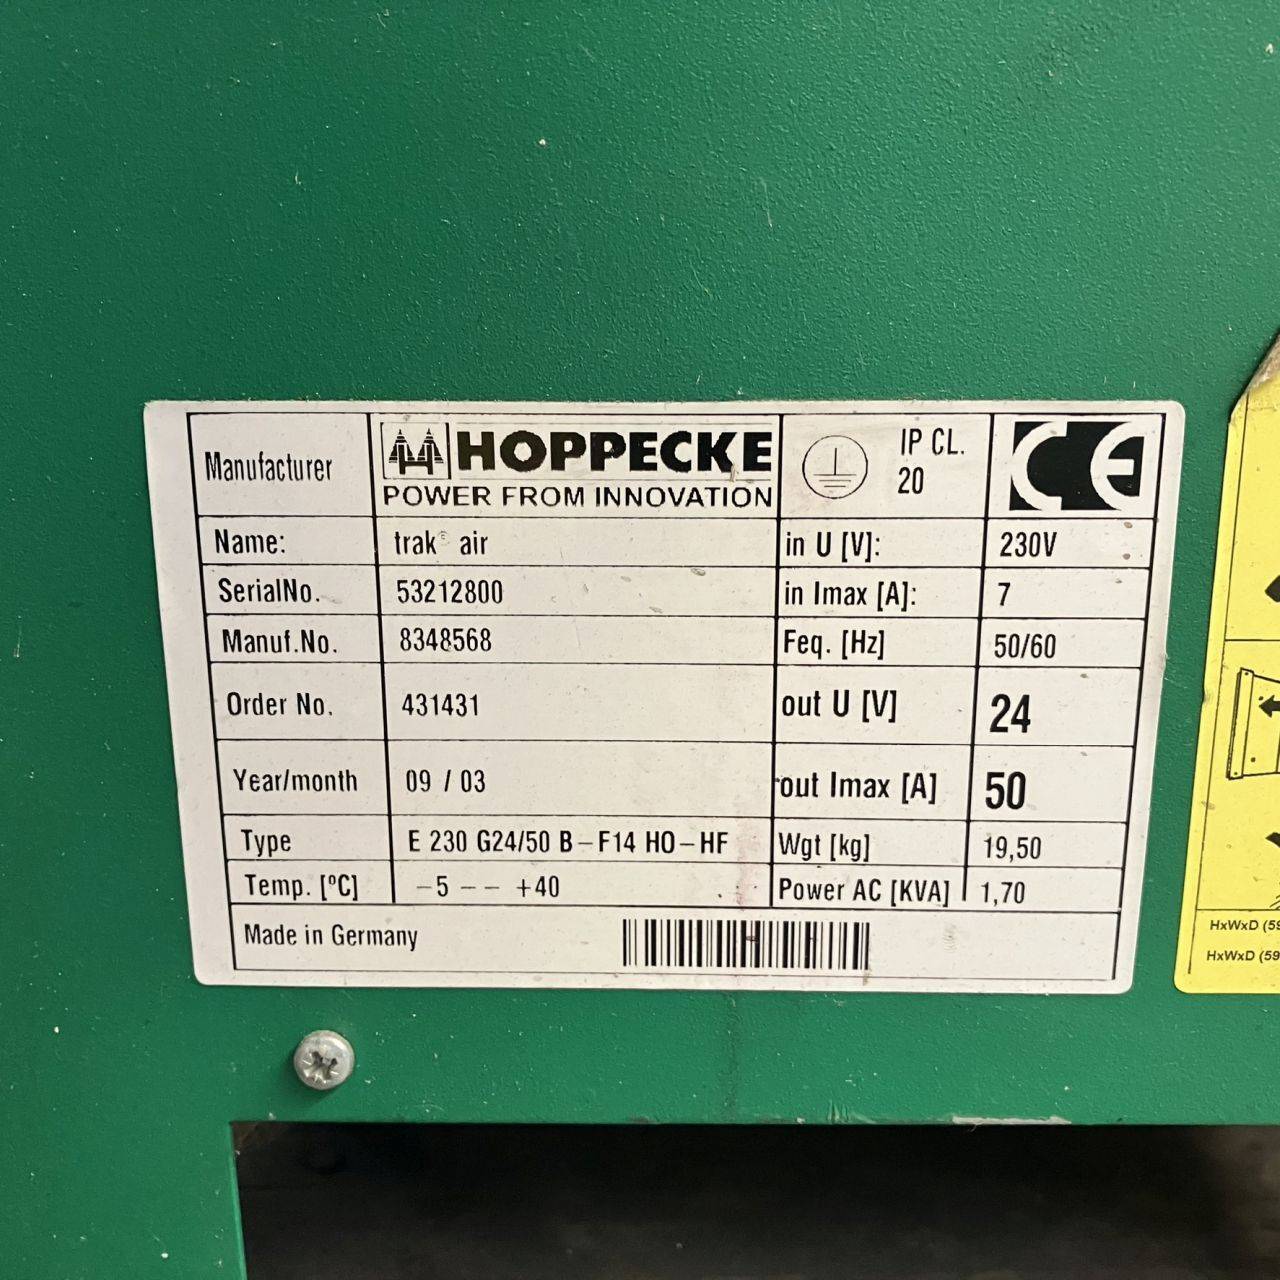 Manufacturer HOPPECKE IP CL.
POWER FROM INNOVATION 20 CE
Name: trak® air in U [V]: 230V
SerialNo. 53212800 in Imax [A]: 7
Manuf.No. 8348568 Feq. [Hz] 50/60
Order No. 431431 out U [V] 24
Year/month 09 / 03 out Imax [A] 50
Type E 230 G24/50 B-F14 HO-HF Wgt [kg] 19,50
Temp. [ºC] -5 -- +40 Power AC [KVA] 1,70
Made in Germany
HxWxD (59
HxWxD (59